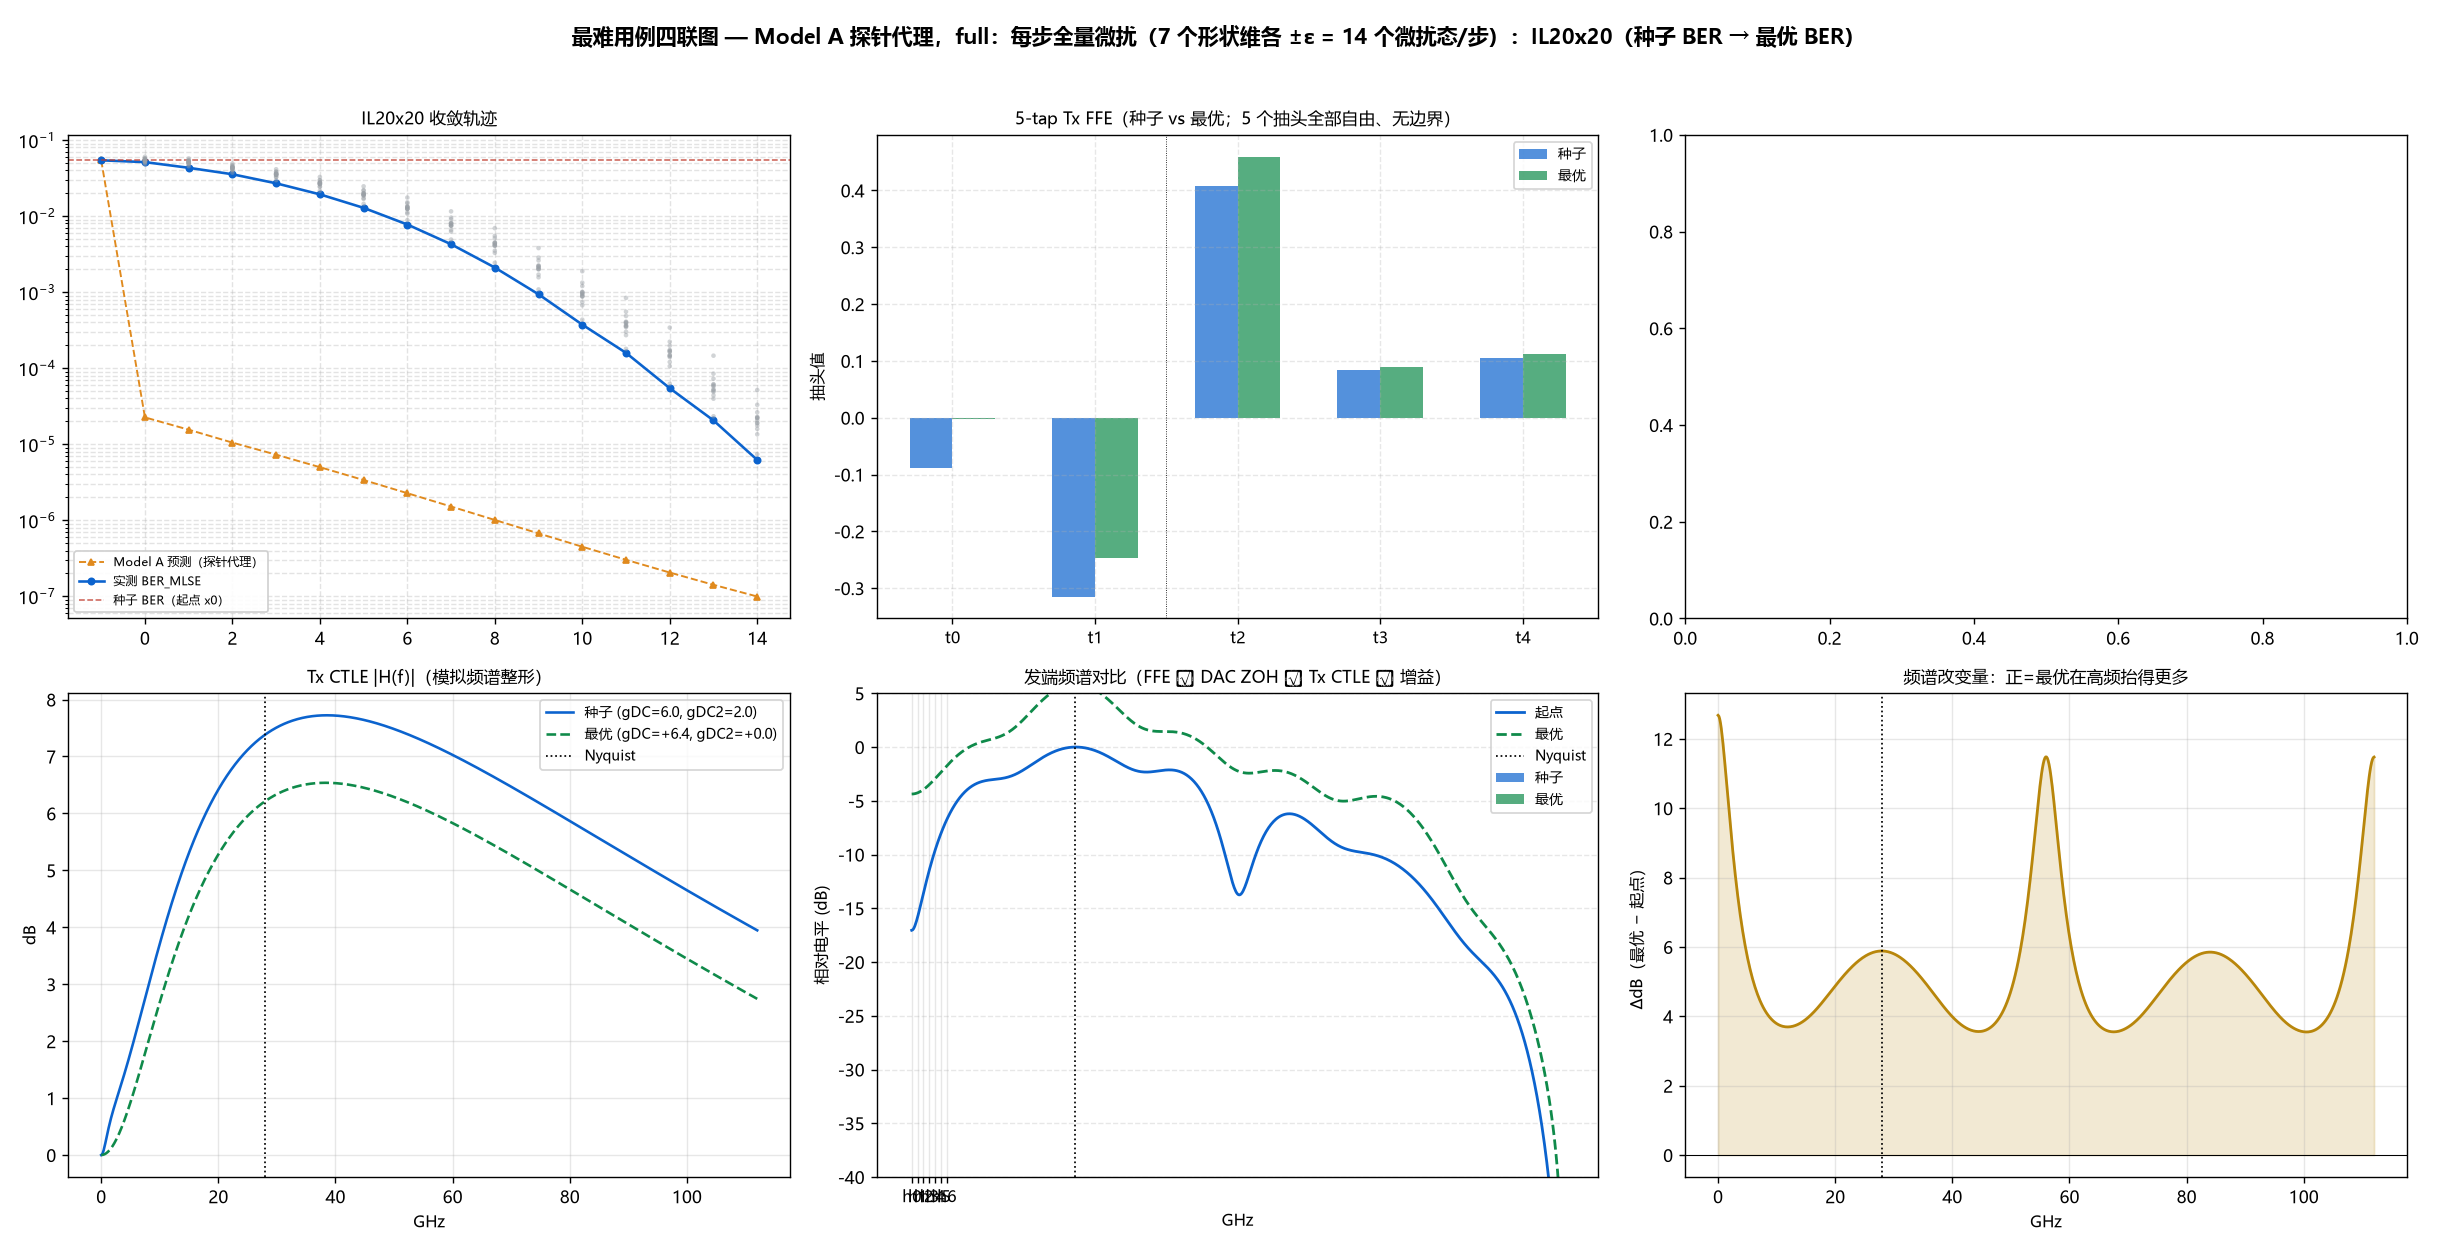 最难用例四联图 — Model A 探针代理，full：每步全量微扰（7 个形状维各 ±ε = 14 个微扰态/步）：IL20x20（种子 BER → 最优 BER）
IL20x20 收敛轨迹
10⁻¹
10⁻²
10⁻³
10⁻⁴
10⁻⁵
10⁻⁶
10⁻⁷
0 2 4 6 8 10 12 14
Model A 预测（探针代理）
实测 BER_MLSE
种子 BER（起点 x0）
5-tap Tx FFE（种子 vs 最优；5 个抽头全部自由、无边界）
抽头值
0.4
0.3
0.2
0.1
0.0
-0.1
-0.2
-0.3
t0 t1 t2 t3 t4
种子
最优
1.0
0.8
0.6
0.4
0.2
0.0
0.0 0.2 0.4 0.6 0.8 1.0
Tx CTLE |H(f)|（模拟频谱整形）
dB
8
7
6
5
4
3
2
1
0
0 20 40 60 80 100
GHz
种子 (gDC=6.0, gDC2=2.0)
最优 (gDC=+6.4, gDC2=+0.0)
Nyquist
发端频谱对比（FFE DAC ZOH Tx CTLE 增益）
相对电平 (dB)
5
0
-5
-10
-15
-20
-25
-30
-35
-40
GHz
起点
最优
Nyquist
种子
最优
频谱改变量：正=最优在高频抬得更多
ΔdB（最优 − 起点）
12
10
8
6
4
2
0
0 20 40 60 80 100
GHz